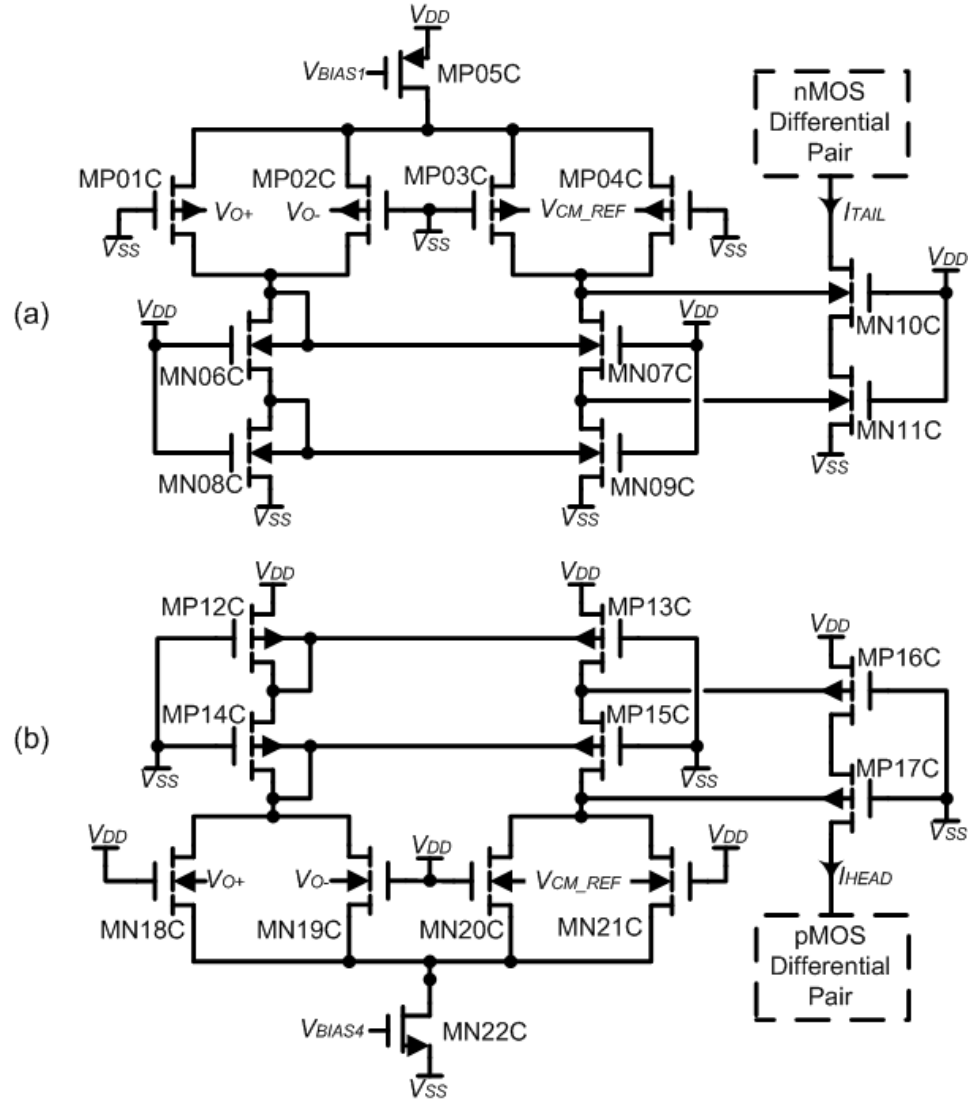 VDD
VBIAS1
MP05C
nMOS
Differential
Pair
MP01C
MP02C
MP03C
MP04C
VO+
VO-
VCM_REF
ITAIL
VSS
VSS
VSS
VDD
(a)
VDD
VDD
MN10C
MN06C
MN07C
MN11C
MN08C
MN09C
VSS
VSS
VSS
VDD
VDD
MP12C
MP13C
VDD
MP16C
(b)
MP14C
MP15C
MP17C
VSS
VSS
VSS
VDD
VDD
VDD
VO+
VO-
VCM_REF
IHEAD
MN18C
MN19C
MN20C
MN21C
pMOS
Differential
Pair
VBIAS4
MN22C
VSS